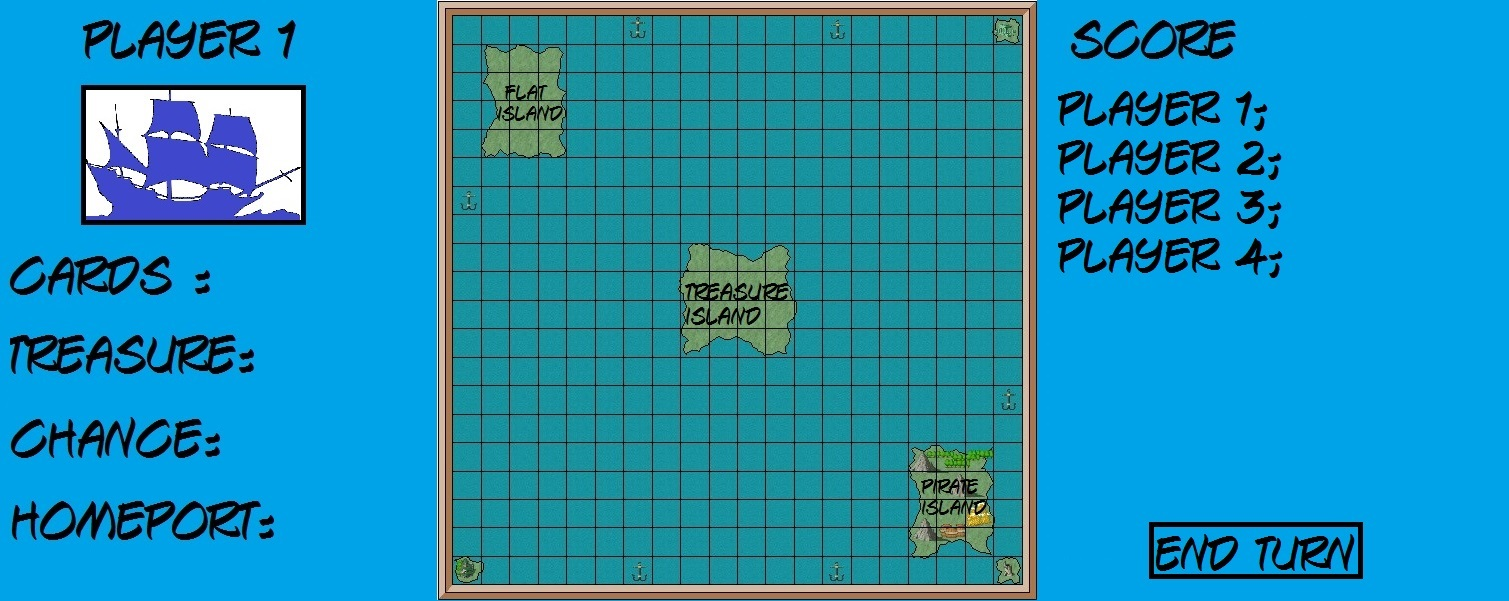 PLAYER 1
CARDS :
TREASURE:
CHANCE:
HOMEPORT:
FLAT
ISLAND
TREASURE
ISLAND
PIRATE
ISLAND
SCORE
PLAYER 1;
PLAYER 2;
PLAYER 3;
PLAYER 4;
END TURN